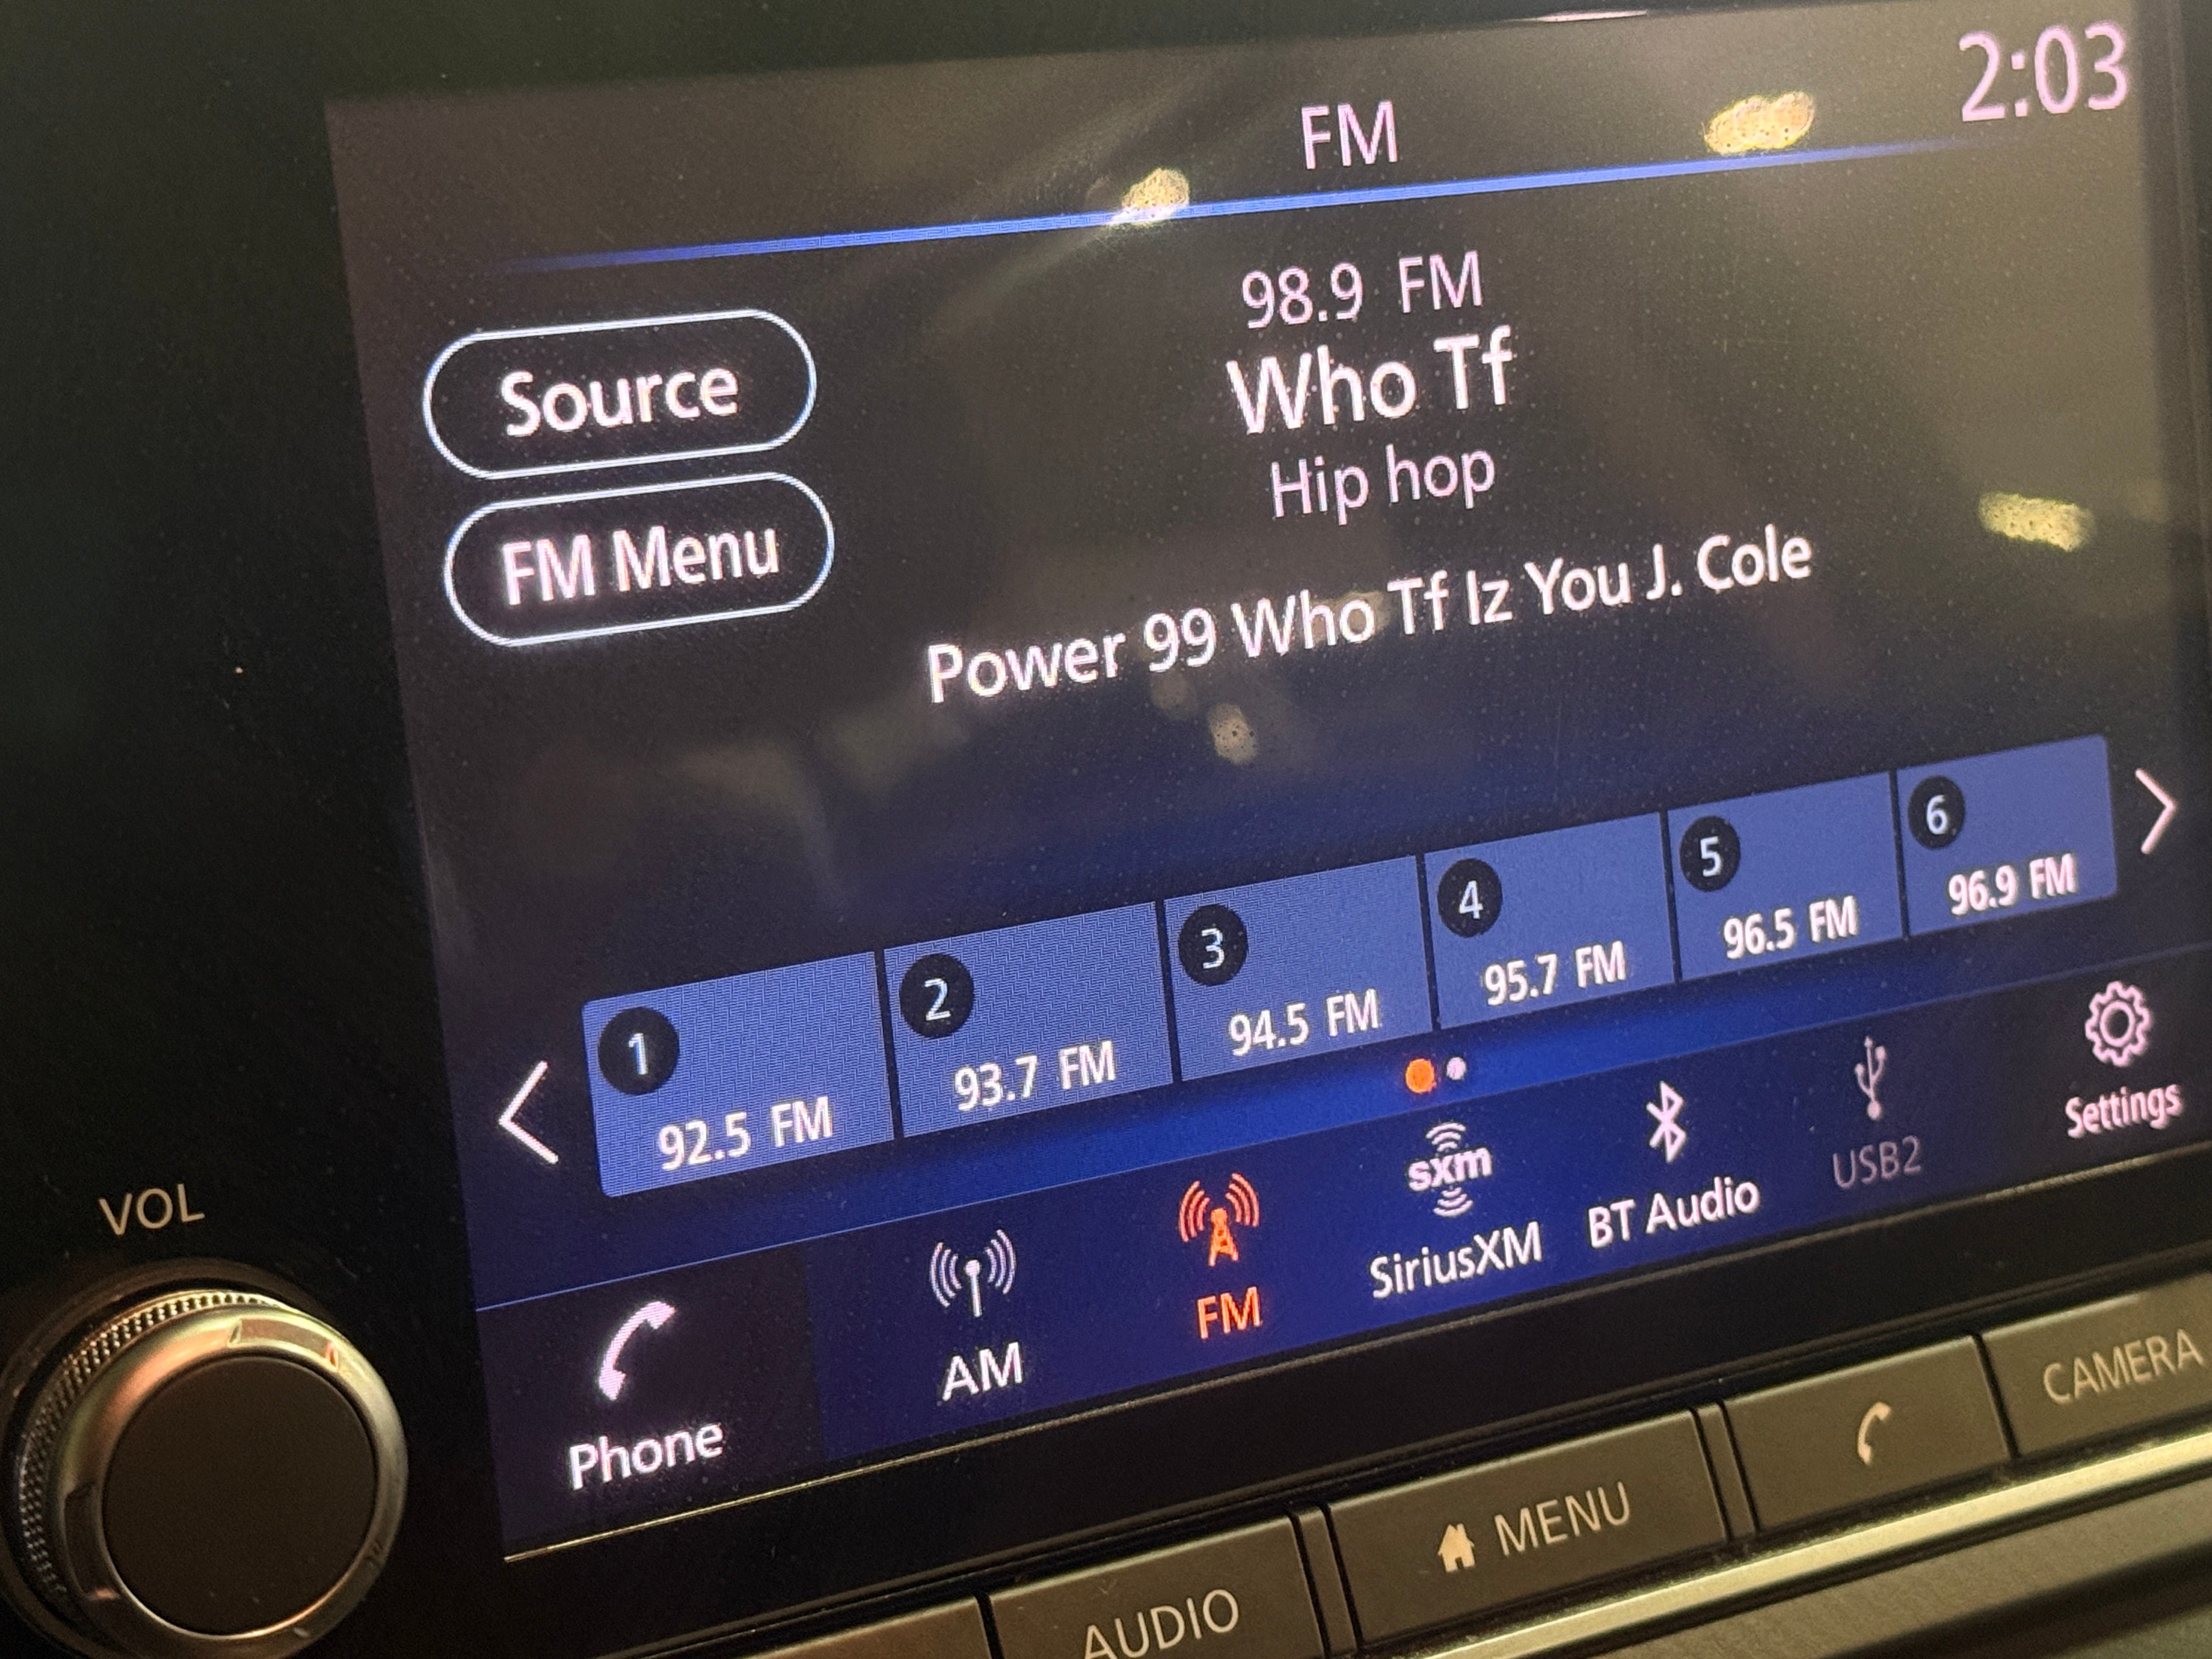 2:03
FM
98.9 FM
Who Tf
Hip hop
Source
FM Menu
Power 99 Who Tf Iz You J. Cole
1
92.5 FM
2
93.7 FM
3
94.5 FM
4
95.7 FM
5
96.5 FM
6
96.9 FM
Phone
AM
FM
sxm
SiriusXM
BT Audio
USB2
Settings
VOL
AUDIO
MENU
CAMERA